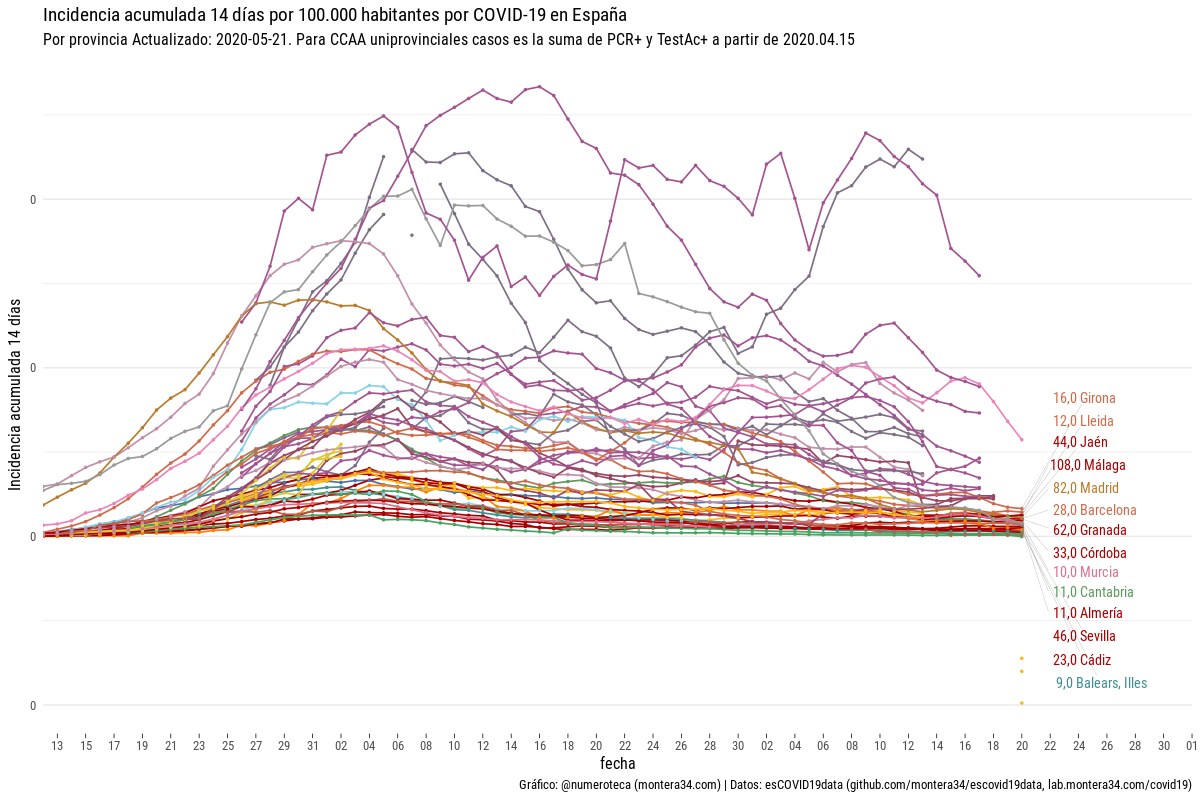 Incidencia acumulada 14 días por 100.000 habitantes por COVID-19 en España
Por provincia Actualizado: 2020-05-21. Para CCAA uniprovinciales casos es la suma de PCR+ y TestAc+ a partir de 2020.04.15
Incidencia acumulada 14 días
0
0
0
0
16,0 Girona
12,0 Lleida
44,0 Jaén
108,0 Málaga
82,0 Madrid
28,0 Barcelona
62,0 Granada
33,0 Córdoba
10,0 Murcia
11,0 Cantabria
11,0 Almería
46,0 Sevilla
23,0 Cádiz
9,0 Balears, Illes
13 15 17 19 21 23 25 27 29 31 02 04 06 08 10 12 14 16 18 20 22 24 26 28 30 02 04 06 08 10 12 14 16 18 20 22 24 26 28 30 01
fecha
Gráfico: @numeroteca (montera34.com) | Datos: esCOVID19data (github.com/montera34/escovid19data, lab.montera34.com/covid19)